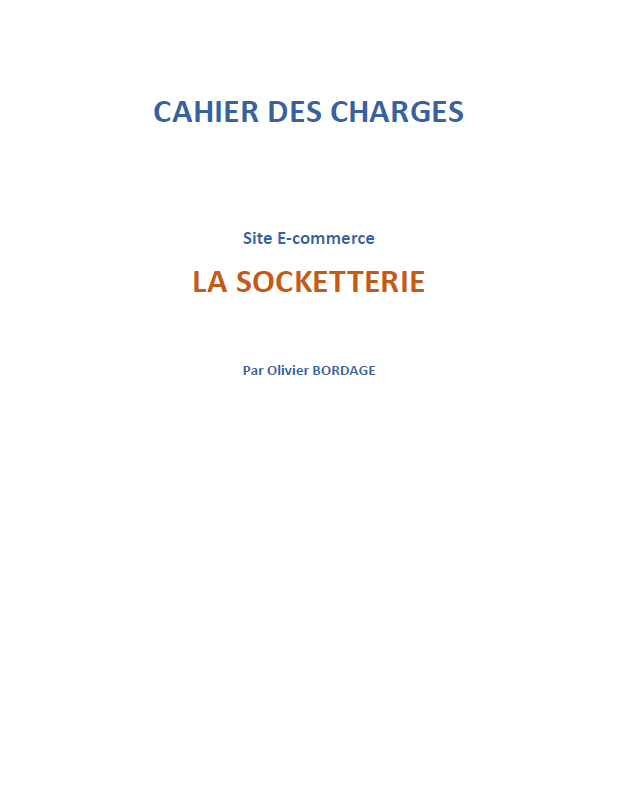 CAHIER DES CHARGES
Site E-commerce
LA SOCKETTERIE
Par Olivier BORDAGE